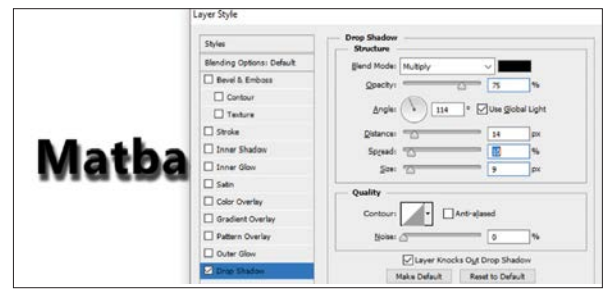 Layer Style
Styles
Blending Options: Default
Bevel & Emboss
Contour
Texture
Stroke
Inner Shadow
Inner Glow
Satin
Color Overlay
Gradient Overlay
Pattern Overlay
Outer Glow
Drop Shadow
Drop Shadow
Structure
Blend Mode: Multiply
Opacity: 75 %
Angle: 114 ° Use Global Light
Distance: 14 px
Spread: %
Size: 9 px
Quality
Contour: Anti-aliased
Noise: 0 %
Layer Knocks Out Drop Shadow
Make Default Reset to Default
Matba